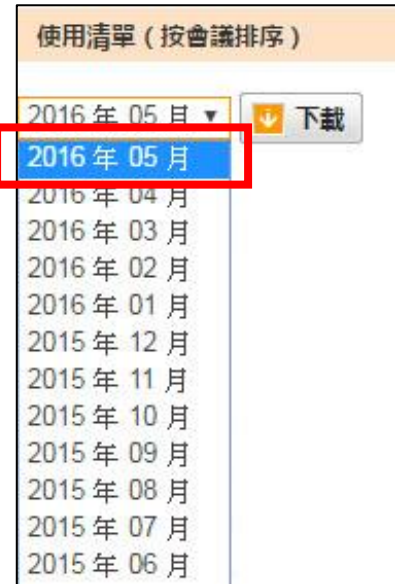 使用清單 ( 按會議排序 )
2016 年 05 月 ▼ 下載
2016 年 05 月
2016 年 04 月
2016 年 03 月
2016 年 02 月
2016 年 01 月
2015 年 12 月
2015 年 11 月
2015 年 10 月
2015 年 09 月
2015 年 08 月
2015 年 07 月
2015 年 06 月